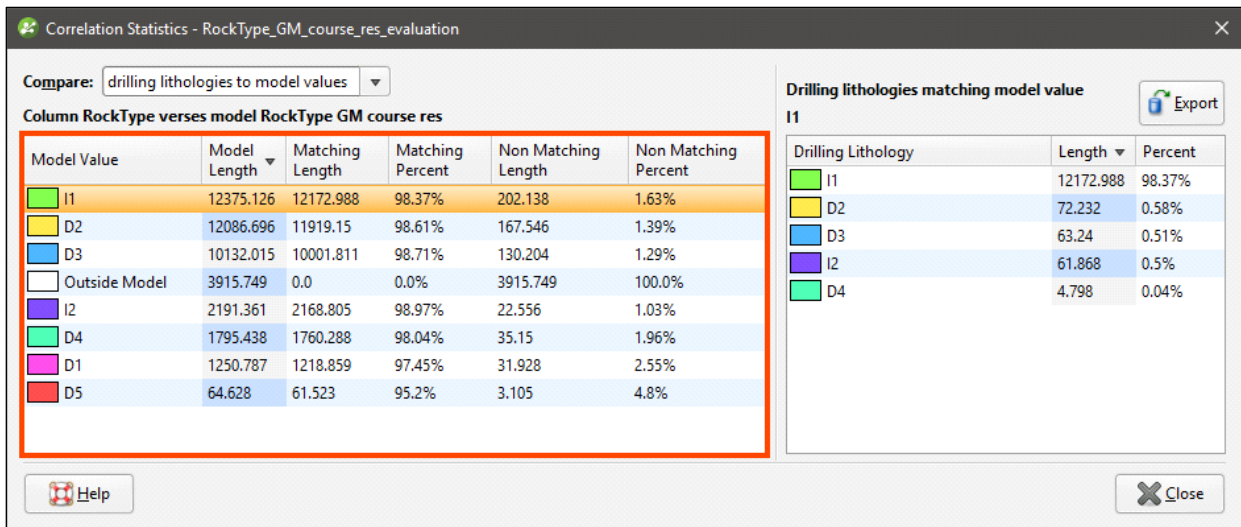 Correlation Statistics - RockType_GM_course_res_evaluation
Compare: drilling lithologies to model values
Column RockType verses model RockType GM course res
Model Value Model Length Matching Length Matching Percent Non Matching Length Non Matching Percent
I1 12375.126 12172.988 98.37% 202.138 1.63%
D2 12086.696 11919.15 98.61% 167.546 1.39%
D3 10132.015 10001.811 98.71% 130.204 1.29%
Outside Model 3915.749 0.0 0.0% 3915.749 100.0%
I2 2191.361 2168.805 98.97% 22.556 1.03%
D4 1795.438 1760.288 98.04% 35.15 1.96%
D1 1250.787 1218.859 97.45% 31.928 2.55%
D5 64.628 61.523 95.2% 3.105 4.8%
Drilling lithologies matching model value
I1
Export
Drilling Lithology Length Percent
I1 12172.988 98.37%
D2 72.232 0.58%
D3 63.24 0.51%
I2 61.868 0.5%
D4 4.798 0.04%
Help
Close